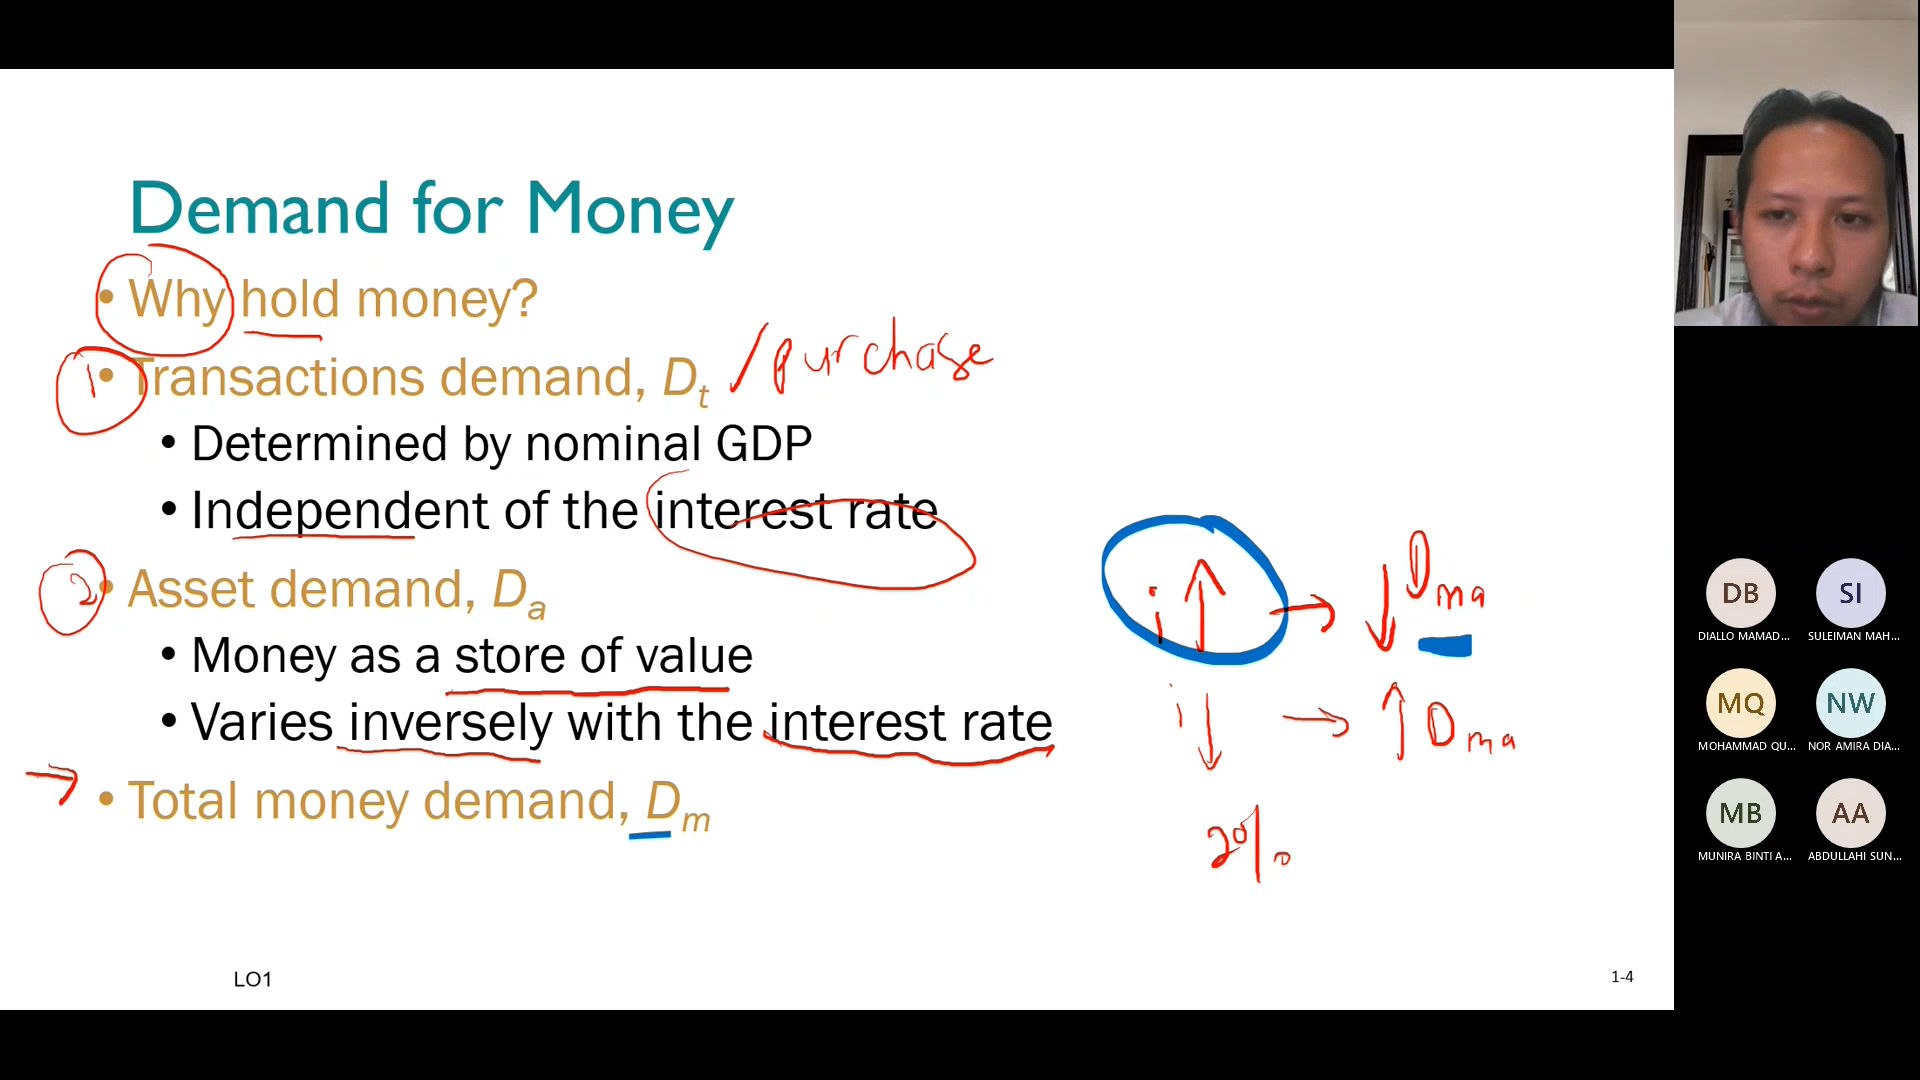 Demand for Money
• Why hold money?
1 • Transactions demand, Dt / purchase
• Determined by nominal GDP
• Independent of the interest rate
2 • Asset demand, Da
• Money as a store of value
• Varies inversely with the interest rate
→ • Total money demand, Dm
i ↑ → ↓ Dma
i ↓ → ↑ Dma
2%
LO1
1-4
DB
DIALLO MAMAD...
SI
SULEIMAN MAH...
MQ
MOHAMMAD QU...
NW
NOR AMIRA DIA...
MB
MUNIRA BINTI A...
AA
ABDULLAHI SUN...